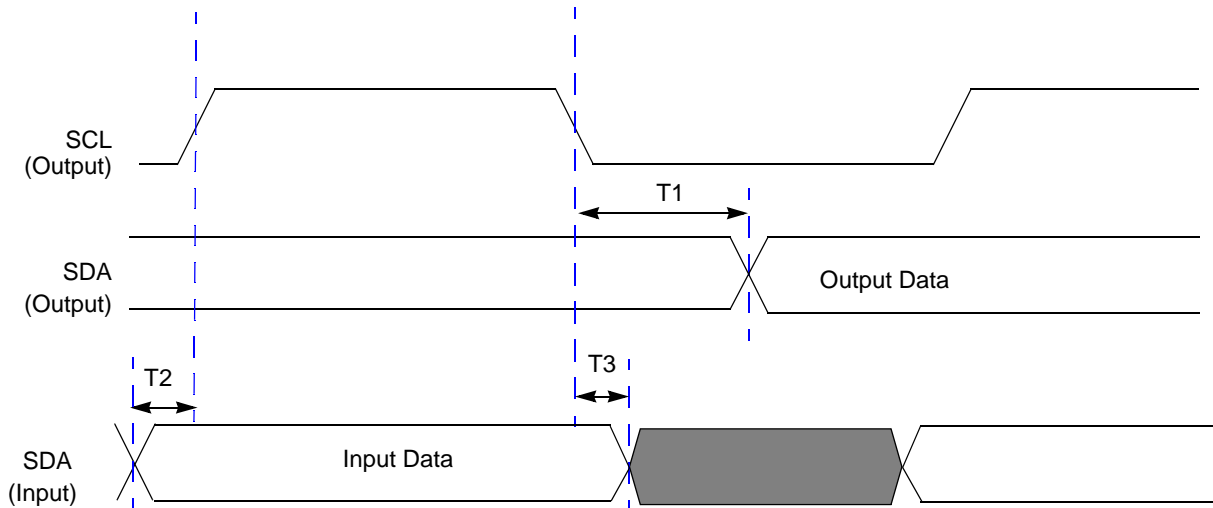 SCL
(Output)
T1
SDA
(Output)
Output Data
T2
T3
SDA
(Input)
Input Data